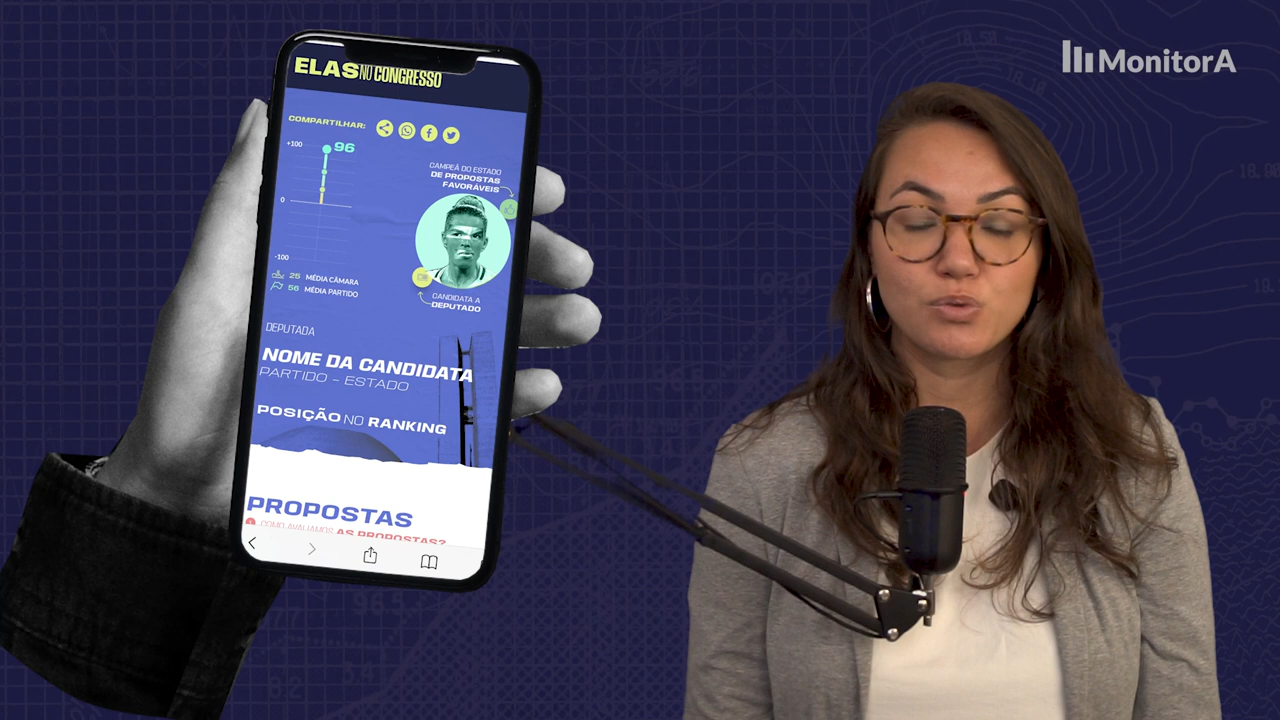 MonitorA
ELAS NO CONGRESSO
COMPARTILHAR:
+100
96
0
-100
CAMPEÃ DO ESTADO
DE PROPOSTAS
FAVORÁVEIS
25 MÉDIA CÂMARA
56 MÉDIA PARTIDO
CANDIDATA A
DEPUTADO
DEPUTADA
NOME DA CANDIDATA
PARTIDO – ESTADO
POSIÇÃO NO RANKING
PROPOSTAS
COMO AVALIAMOS AS PROPOSTAS?